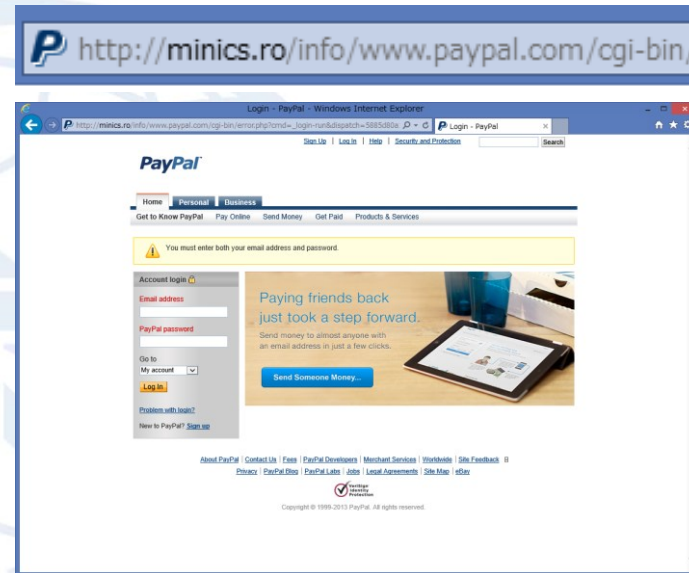 http://minics.ro/info/www.paypal.com/cgi-bin/
Login - PayPal - Windows Internet Explorer
http://minics.ro/info/www.paypal.com/cgi-bin/error.php?cmd=_login-run&dispatch=5885d80a
Login - PayPal
Sign Up | Log In | Help | Security and Protection
Search
PayPal
Home Personal Business
Get to Know PayPal Pay Online Send Money Get Paid Products & Services
You must enter both your email address and password.
Account login
Email address
PayPal password
Go to
My account
Log In
Problem with login?
New to PayPal? Sign up
Paying friends back
just took a step forward.
Send money to almost anyone with
an email address in just a few clicks.
Send Someone Money...
About PayPal | Contact Us | Fees | PayPal Developers | Merchant Services | Worldwide | Site Feedback
Privacy | PayPal Blog | PayPal Labs | Jobs | Legal Agreements | Site Map | eBay
VeriSign
Identity
Protection
Copyright © 1999-2013 PayPal. All rights reserved.